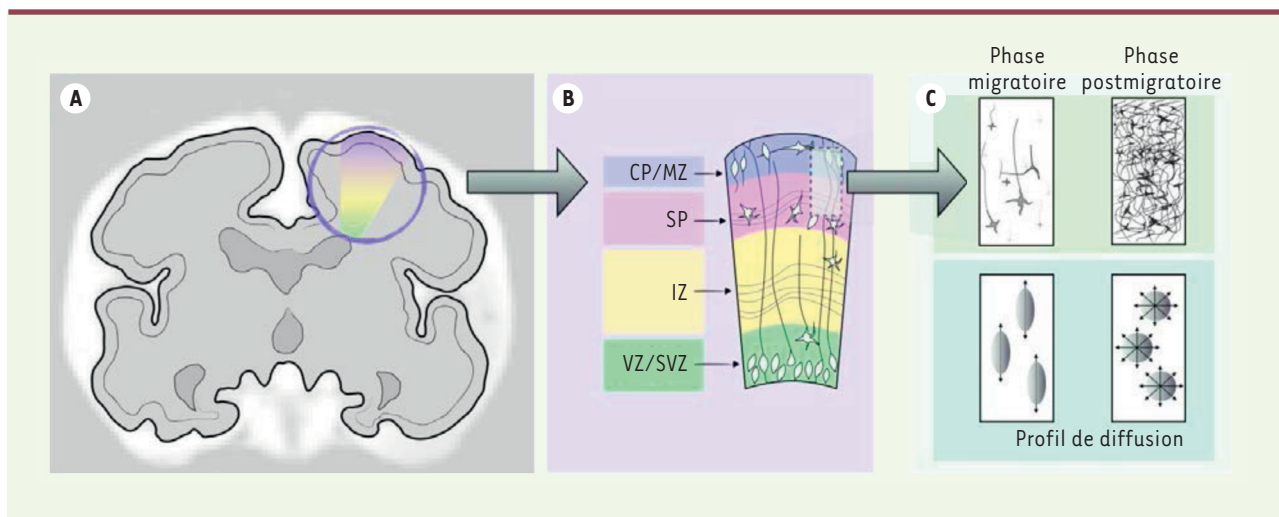 A
B
CP/MZ
SP
IZ
VZ/SVZ
C
Phase
migratoire
Phase
postmigratoire
Profil de diffusion